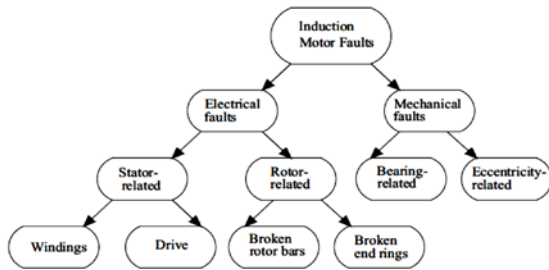 Induction
Motor Faults
Electrical
faults
Mechanical
faults
Stator-
related
Rotor-
related
Bearing-
related
Eccentricity-
related
Windings
Drive
Broken
rotor bars
Broken
end rings